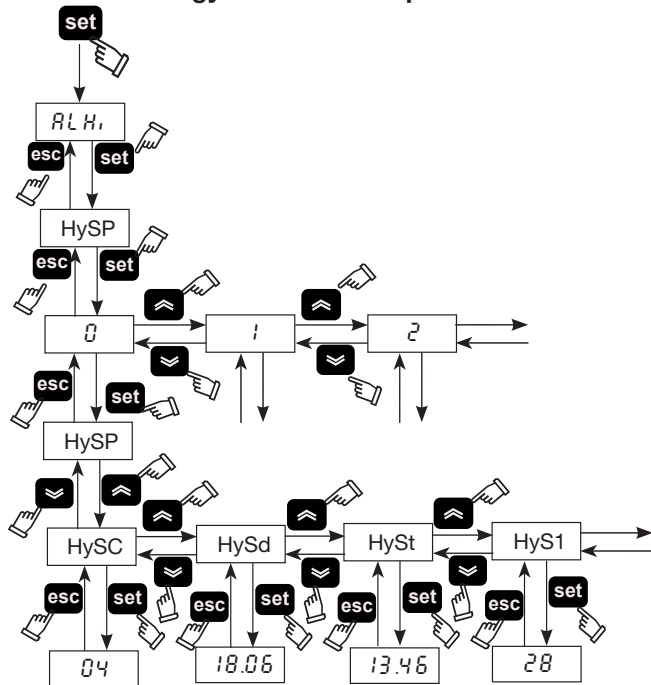 set
ALHi
esc set
HySP
esc set
0 1 2
esc set
HySP
HySC HySd HySt HyS1
esc set esc set esc set esc set
04 18.06 13.46 28